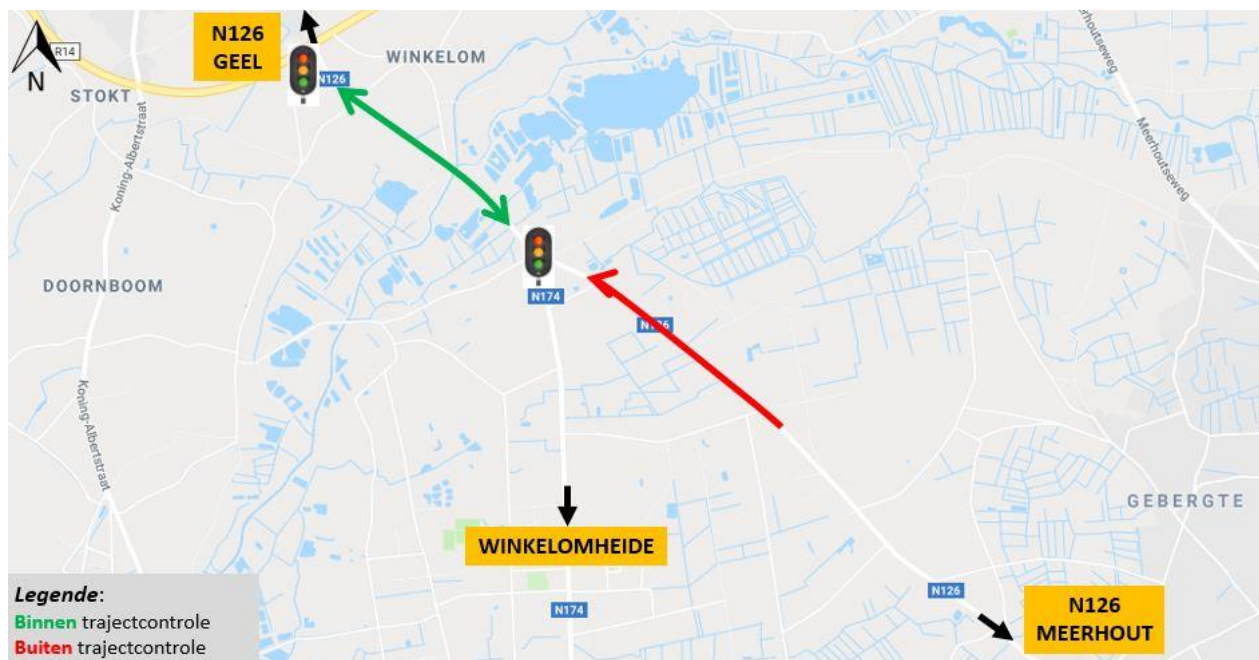 N126
GEEL
R14
N
N126
WINKELOM
STOKT
Koning-Albertstraat
Meerhoutseweg
Meerhoutseweg
DOORNBOOM
N174
N126
Koning-Albertstraat
GEBERGTE
WINKELOMHEIDE
N126
N174
N126
MEERHOUT
Legende:
Binnen trajectcontrole
Buiten trajectcontrole